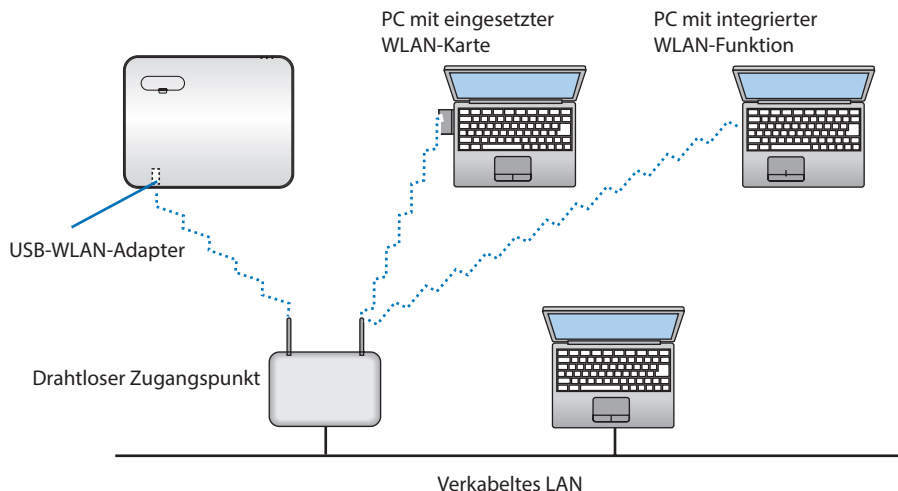 PC mit eingesetzter
WLAN-Karte
PC mit integrierter
WLAN-Funktion
USB-WLAN-Adapter
Drahtloser Zugangspunkt
Verkabeltes LAN